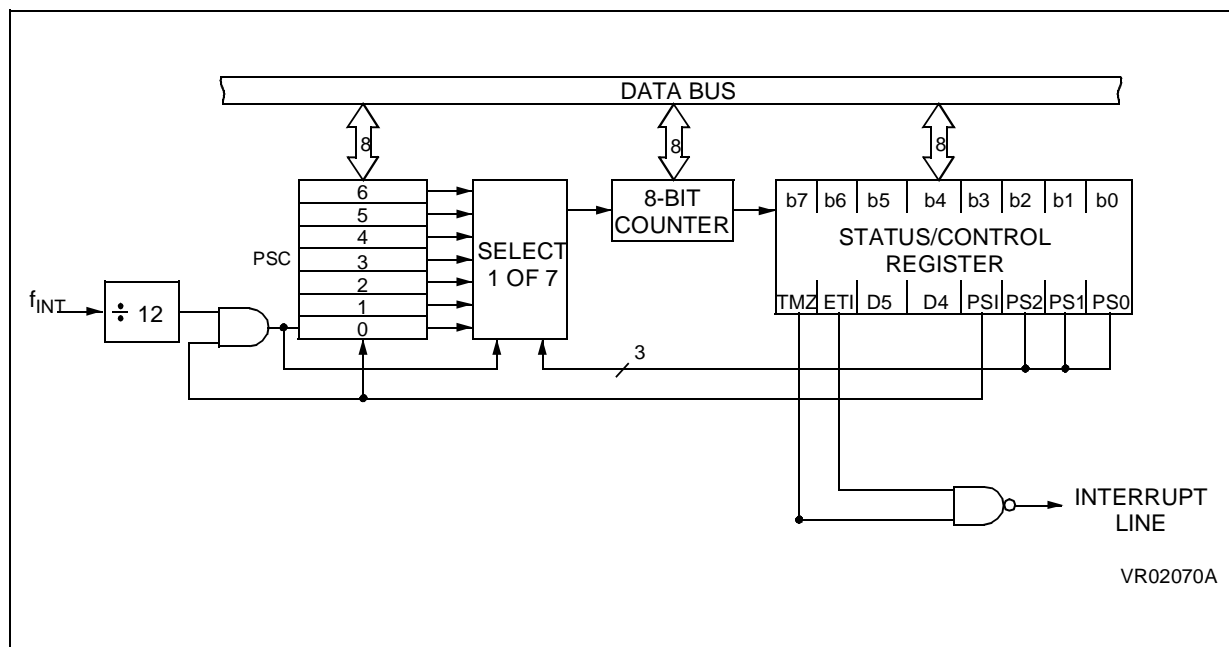 DATA BUS
8
8
8
6
5
4
3
2
1
0
PSC
SELECT
1 OF 7
8-BIT
COUNTER
b7 b6 b5 b4 b3 b2 b1 b0
STATUS/CONTROL
REGISTER
TMZ ETI D5 D4 PSI PS2 PS1 PS0
fINT
÷ 12
3
INTERRUPT
LINE
VR02070A